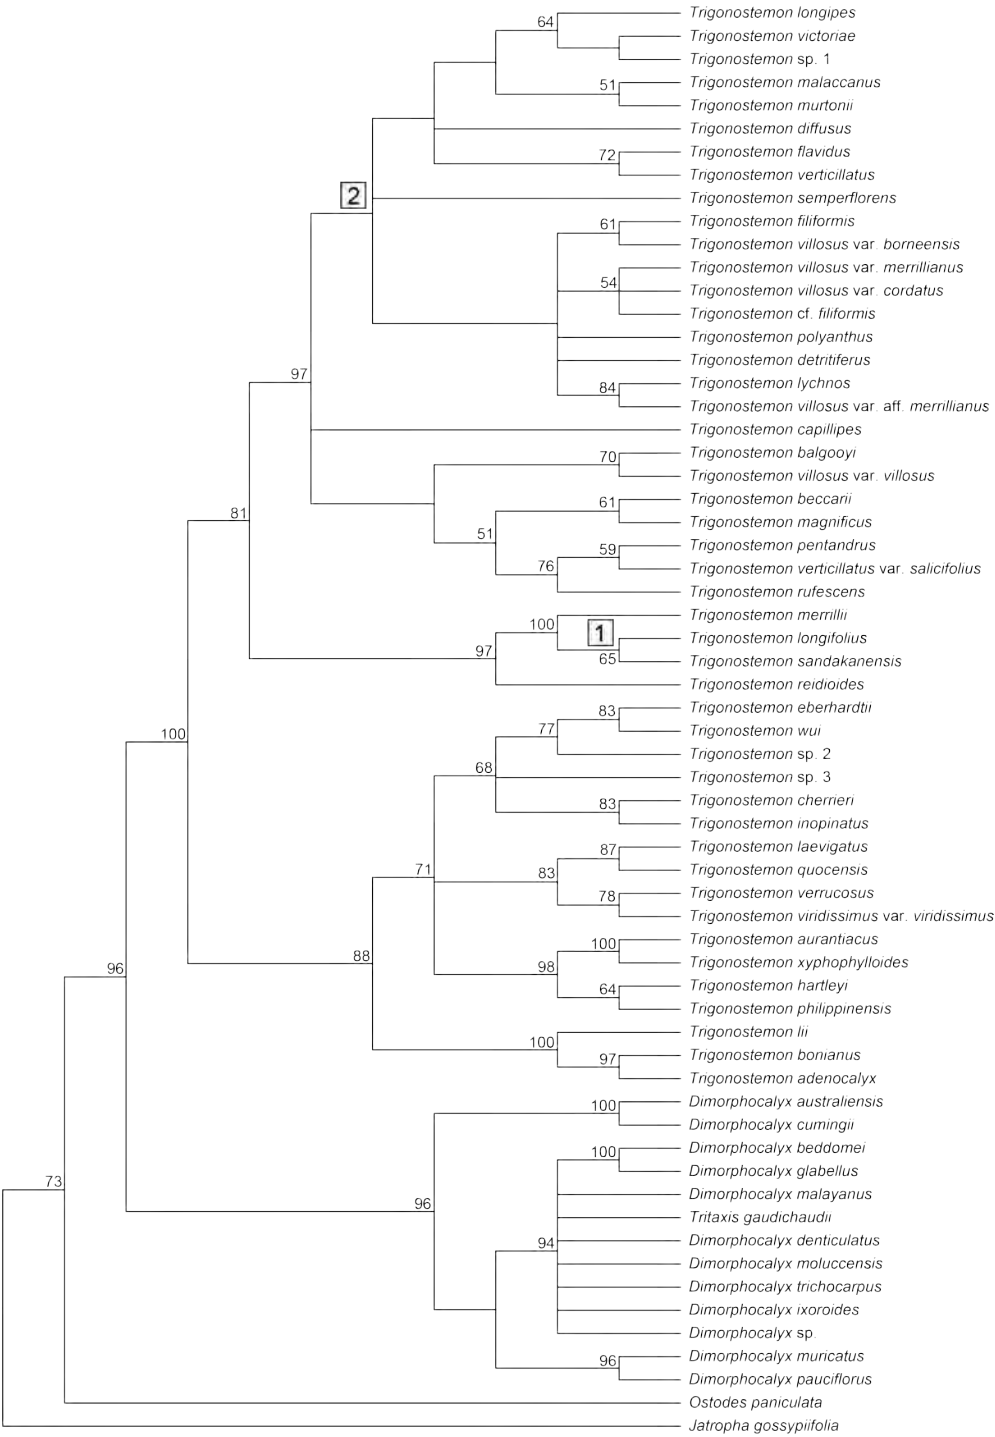 64
Trigonostemon longipes
Trigonostemon victoriae
Trigonostemon sp. 1
51
Trigonostemon malaccanus
Trigonostemon murtonii
Trigonostemon diffusus
72
Trigonostemon flavidus
Trigonostemon verticillatus
2
Trigonostemon semperflorens
61
Trigonostemon filiformis
Trigonostemon villosus var. borneensis
Trigonostemon villosus var. merrillianus
54
Trigonostemon villosus var. cordatus
Trigonostemon cf. filiformis
Trigonostemon polyanthus
Trigonostemon detritiferus
97
84
Trigonostemon lychnos
Trigonostemon villosus var. aff. merrillianus
Trigonostemon capillipes
70
Trigonostemon balgooyi
Trigonostemon villosus var. villosus
81
61
Trigonostemon beccarii
Trigonostemon magnificus
51
59
Trigonostemon pentandrus
76
Trigonostemon verticillatus var. salicifolius
Trigonostemon rufescens
Trigonostemon merrillii
100
1
Trigonostemon longifolius
97
65
Trigonostemon sandakanensis
Trigonostemon reidioides
83
Trigonostemon eberhardtii
100
77
Trigonostemon wui
Trigonostemon sp. 2
68
Trigonostemon sp. 3
83
Trigonostemon cherrieri
Trigonostemon inopinatus
87
Trigonostemon laevigatus
71
83
Trigonostemon quocensis
78
Trigonostemon verrucosus
Trigonostemon viridissimus var. viridissimus
100
Trigonostemon aurantiacus
96
88
98
Trigonostemon xyphophylloides
64
Trigonostemon hartleyi
Trigonostemon philippinensis
100
Trigonostemon lii
97
Trigonostemon bonianus
Trigonostemon adenocalyx
100
Dimorphocalyx australiensis
Dimorphocalyx cumingii
100
Dimorphocalyx beddomei
Dimorphocalyx glabellus
73
Dimorphocalyx malayanus
96
Tritaxis gaudichaudii
94
Dimorphocalyx denticulatus
Dimorphocalyx moluccensis
Dimorphocalyx trichocarpus
Dimorphocalyx ixoroides
Dimorphocalyx sp.
96
Dimorphocalyx muricatus
Dimorphocalyx pauciflorus
Ostodes paniculata
Jatropha gossypiifolia